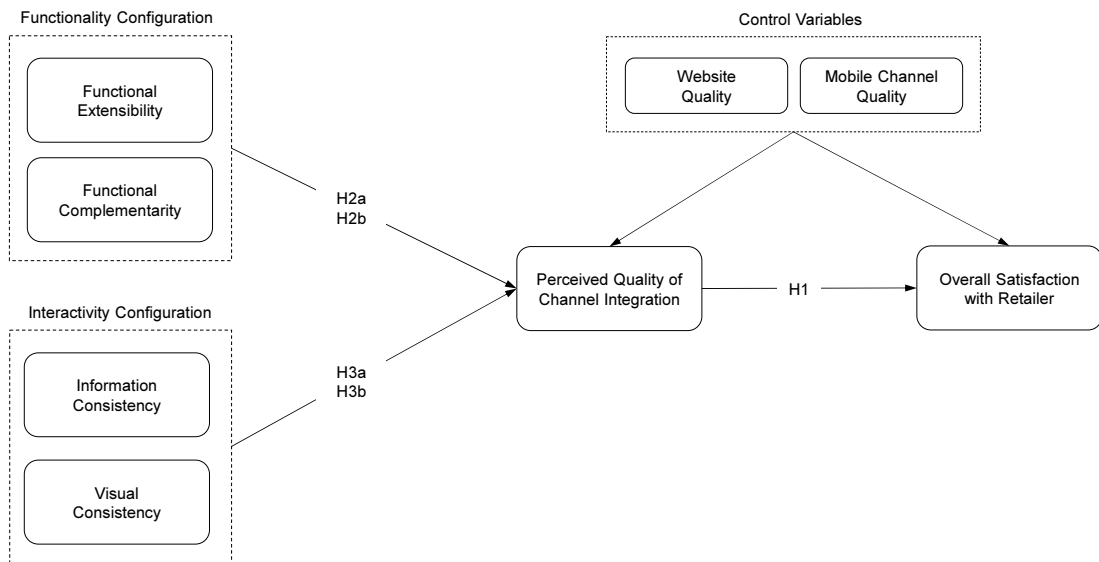 Functionality Configuration
Functional
Extensibility
Functional
Complementarity
H2a
H2b
Interactivity Configuration
Information
Consistency
Visual
Consistency
H3a
H3b
Control Variables
Website
Quality
Mobile Channel
Quality
Perceived Quality of
Channel Integration
H1
Overall Satisfaction
with Retailer